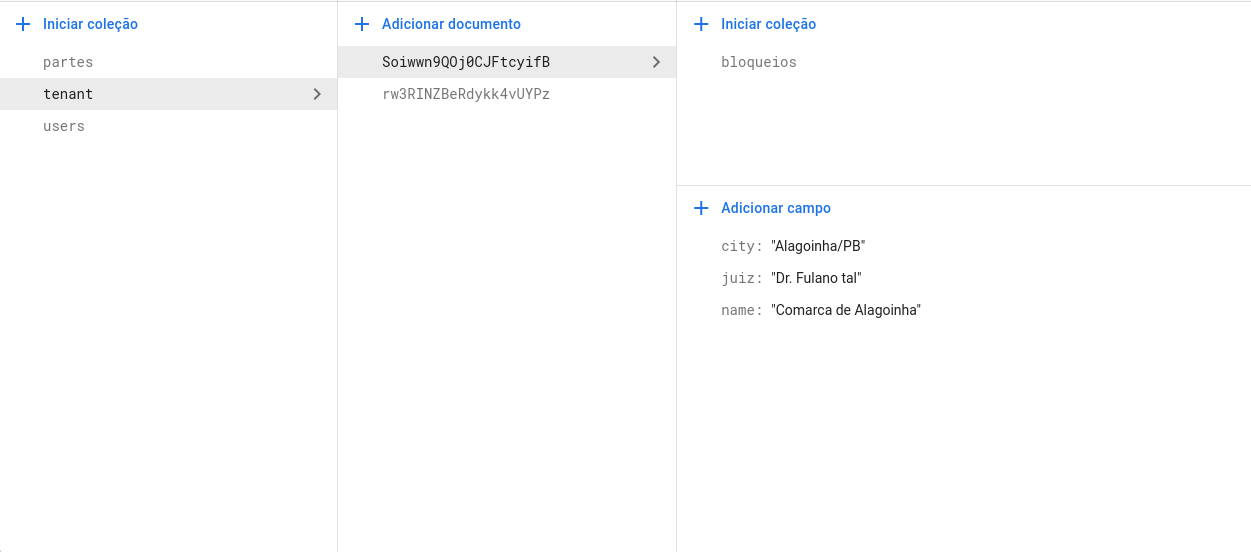 Iniciar coleção
partes
tenant
users
Adicionar documento
Soiwwn9QOj0CJFtcyifB
rw3RINZBeRdykk4vUYPz
Iniciar coleção
bloqueios
Adicionar campo
city: "Alagoinha/PB"
juiz: "Dr. Fulano tal"
name: "Comarca de Alagoinha"